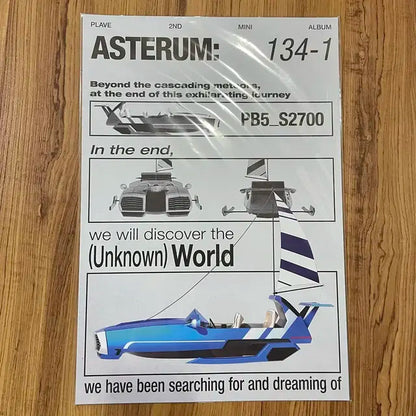 PLAVE 2ND MINI ALBUM
ASTERUM: 134-1
Beyond the cascading meteors,
at the end of this exhilarating journey
PB5_S2700
In the end,
we will discover the
(Unknown) World
we have been searching for and dreaming of